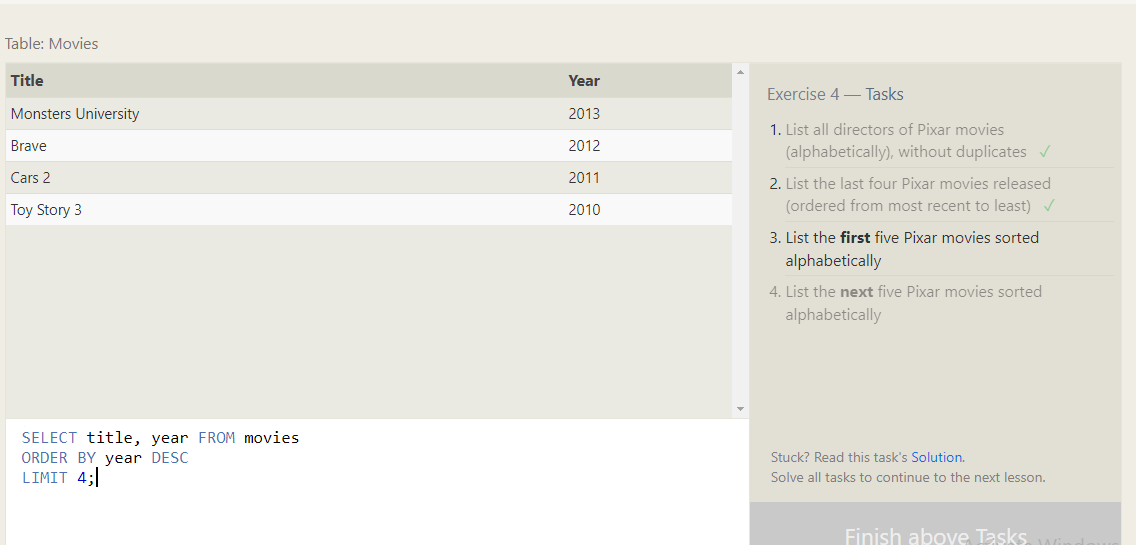 Table: Movies
Title Year
Monsters University 2013
Brave 2012
Cars 2 2011
Toy Story 3 2010
SELECT title, year FROM movies
ORDER BY year DESC
LIMIT 4;
Exercise 4 — Tasks
1. List all directors of Pixar movies
(alphabetically), without duplicates ✓
2. List the last four Pixar movies released
(ordered from most recent to least) ✓
3. List the first five Pixar movies sorted
alphabetically
4. List the next five Pixar movies sorted
alphabetically
Stuck? Read this task's Solution.
Solve all tasks to continue to the next lesson.
Finish above Tasks
Windows